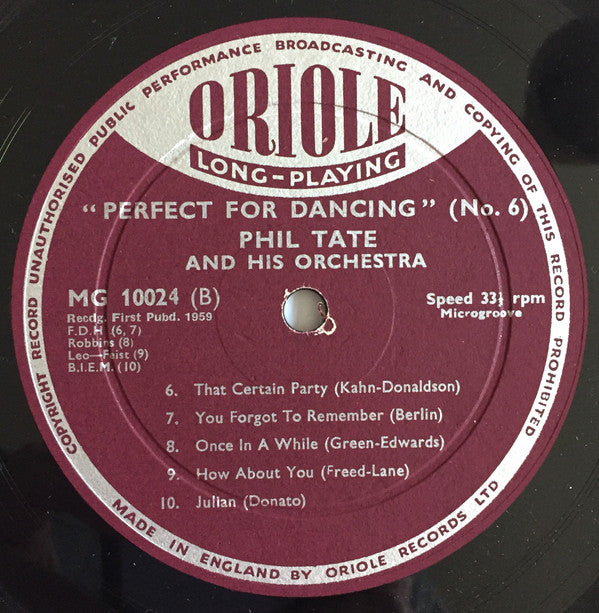 COPYRIGHT RECORD UNAUTHORISED PUBLIC PERFORMANCE BROADCASTING AND COPYING OF THIS RECORD PROHIBITED
ORIOLE
LONG-PLAYING
"PERFECT FOR DANCING" (No. 6)
PHIL TATE
AND HIS ORCHESTRA
MG 10024 (B)
Recdg. First Pubd. 1959
F.D.H (6, 7)
Robbins (8)
Leo—Feist (9)
B.I.E.M. (10)
Speed 33⅓ rpm
Microgroove
6. That Certain Party (Kahn-Donaldson)
7. You Forgot To Remember (Berlin)
8. Once In A While (Green-Edwards)
9. How About You (Freed-Lane)
10. Julian (Donato)
MADE IN ENGLAND BY ORIOLE RECORDS LTD